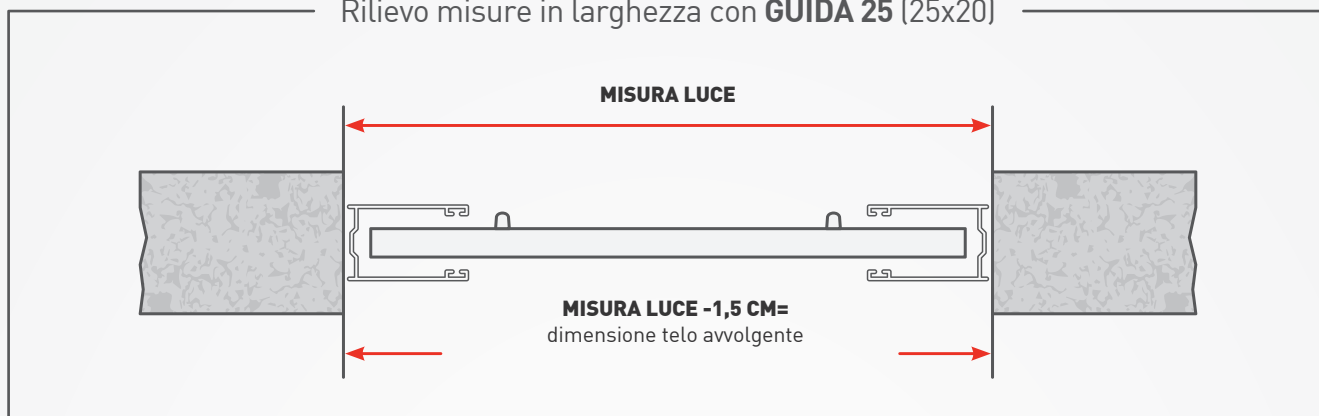 Rilievo misure in larghezza con GUIDA 25 (25x20)
MISURA LUCE
MISURA LUCE -1,5 CM=
dimensione telo avvolgente